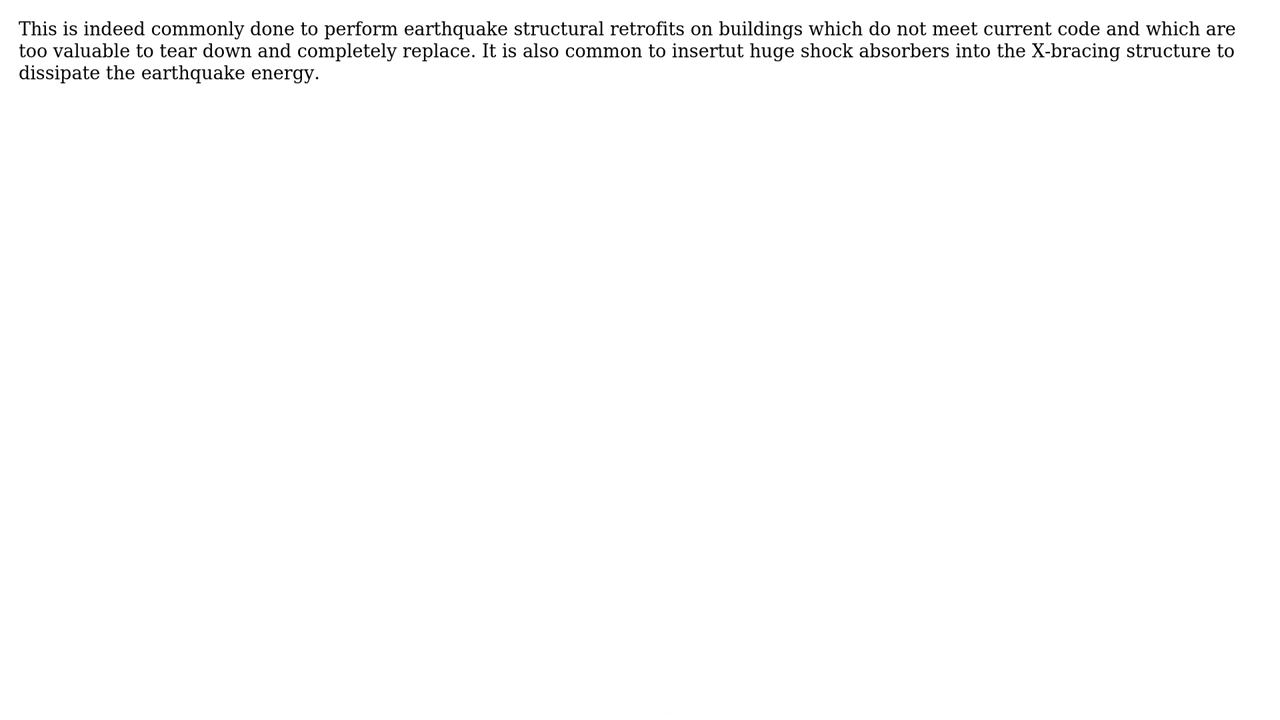 This is indeed commonly done to perform earthquake structural retrofits on buildings which do not meet current code and which are
too valuable to tear down and completely replace. It is also common to insertut huge shock absorbers into the X-bracing structure to
dissipate the earthquake energy.